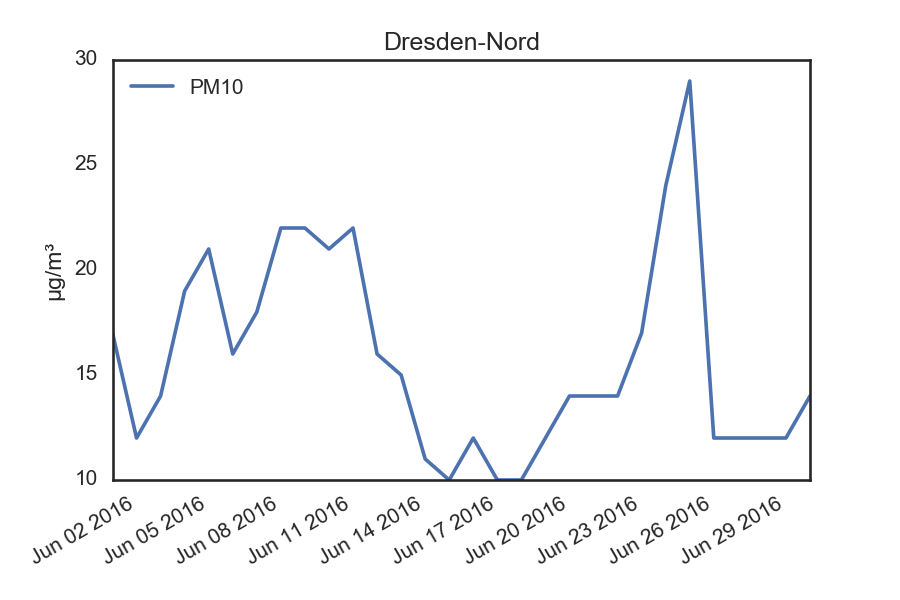 Dresden-Nord
PM10
µg/m³
30
25
20
15
10
Jun 02 2016
Jun 05 2016
Jun 08 2016
Jun 11 2016
Jun 14 2016
Jun 17 2016
Jun 20 2016
Jun 23 2016
Jun 26 2016
Jun 29 2016